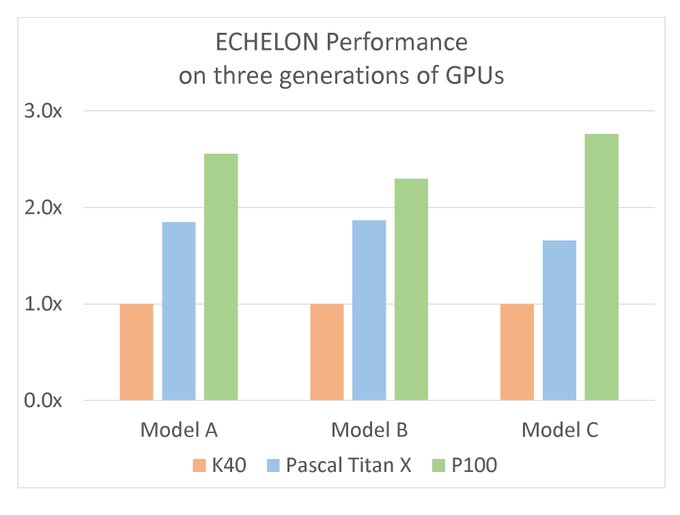 ECHELON Performance
on three generations of GPUs
3.0x
2.0x
1.0x
0.0x
Model A Model B Model C
K40 Pascal Titan X P100